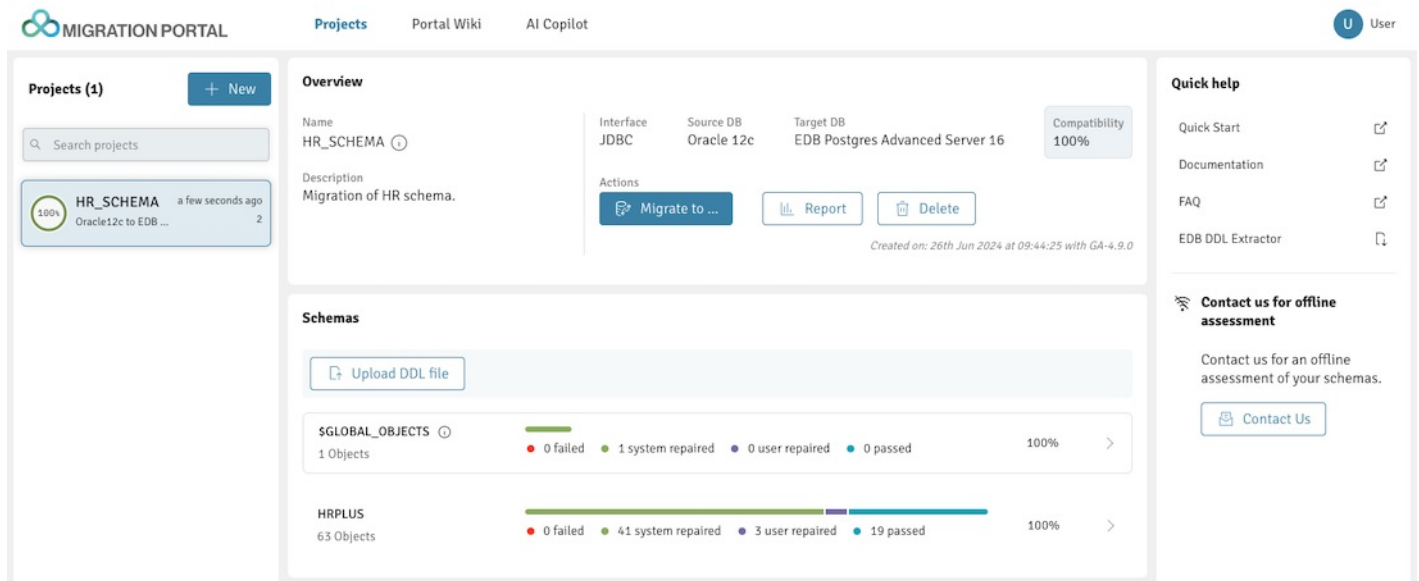 MIGRATION PORTAL
Projects Portal Wiki AI Copilot
U User
Projects (1)
+ New
Search projects
100%
HR_SCHEMA a few seconds ago
Oracle12c to EDB ... 2
Overview
Name
HR_SCHEMA
Description
Migration of HR schema.
Interface Source DB Target DB
JDBC Oracle 12c EDB Postgres Advanced Server 16
Compatibility
100%
Actions
Migrate to ... Report Delete
Created on: 26th Jun 2024 at 09:44:25 with GA-4.9.0
Schemas
Upload DDL file
$GLOBAL_OBJECTS
1 Objects
0 failed 1 system repaired 0 user repaired 0 passed
100%
HRPLUS
63 Objects
0 failed 41 system repaired 3 user repaired 19 passed
100%
Quick help
Quick Start
Documentation
FAQ
EDB DDL Extractor
Contact us for offline
assessment
Contact us for an offline
assessment of your schemas.
Contact Us